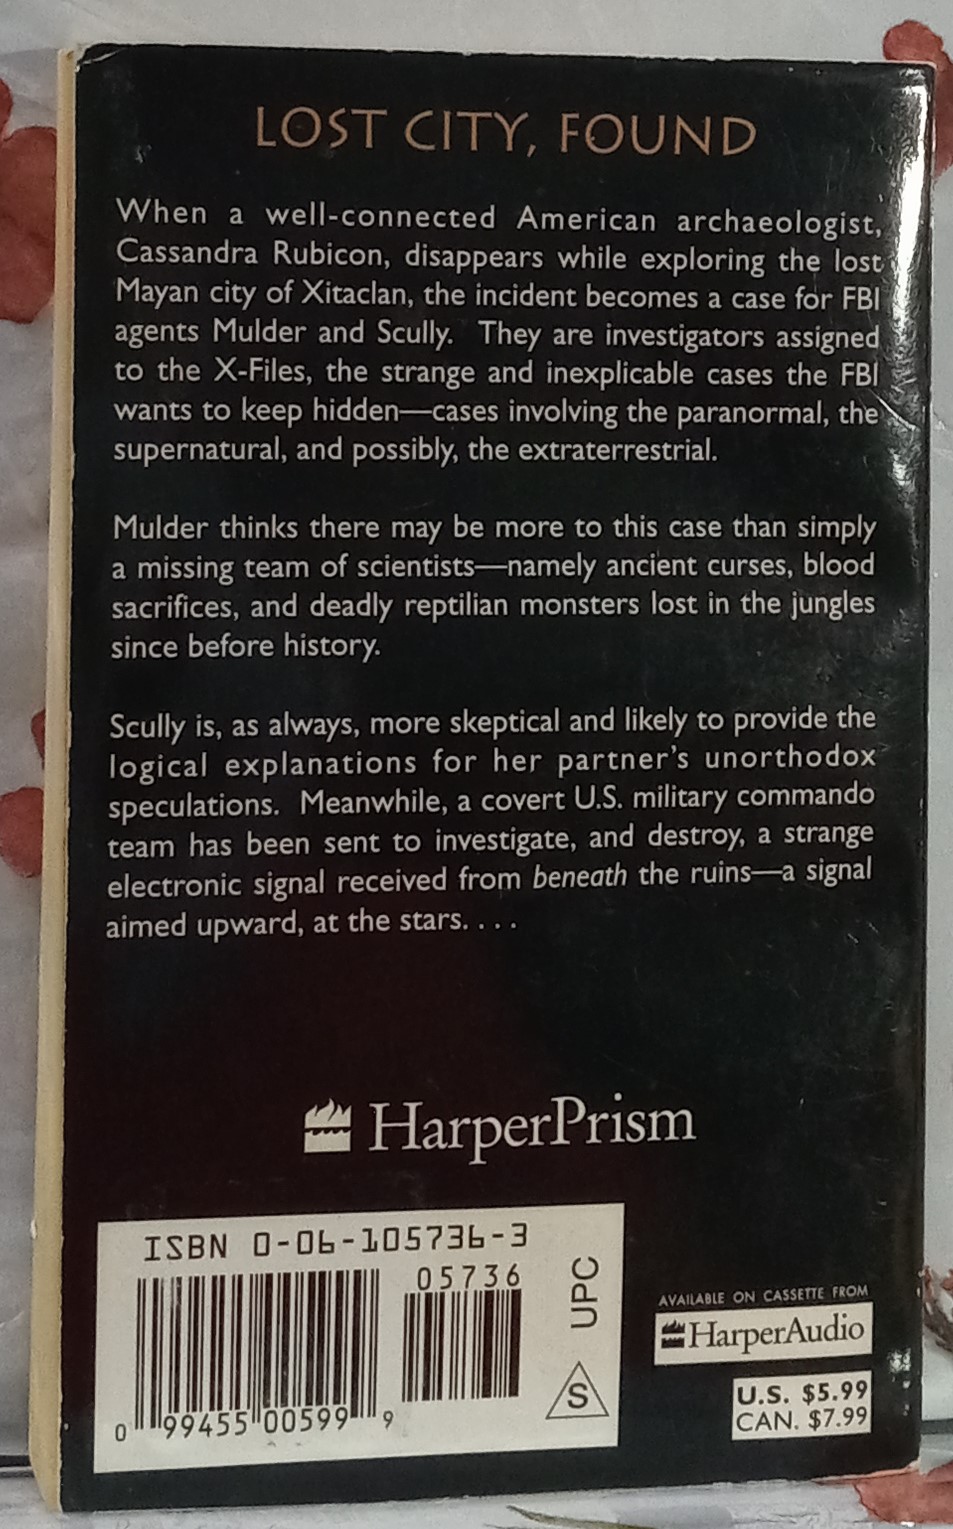 LOST CITY, FOUND
When a well-connected American archaeologist,
Cassandra Rubicon, disappears while exploring the lost
Mayan city of Xitaclan, the incident becomes a case for FBI
agents Mulder and Scully. They are investigators assigned
to the X-Files, the strange and inexplicable cases the FBI
wants to keep hidden—cases involving the paranormal, the
supernatural, and possibly, the extraterrestrial.
Mulder thinks there may be more to this case than simply
a missing team of scientists—namely ancient curses, blood
sacrifices, and deadly reptilian monsters lost in the jungles
since before history.
Scully is, as always, more skeptical and likely to provide the
logical explanations for her partner's unorthodox
speculations. Meanwhile, a covert U.S. military commando
team has been sent to investigate, and destroy, a strange
electronic signal received from beneath the ruins—a signal
aimed upward, at the stars. . . .
HarperPrism
ISBN 0-06-105736-3
05736
UPC
S
0 99455 00599 9
AVAILABLE ON CASSETTE FROM
HarperAudio
U.S. $5.99
CAN. $7.99